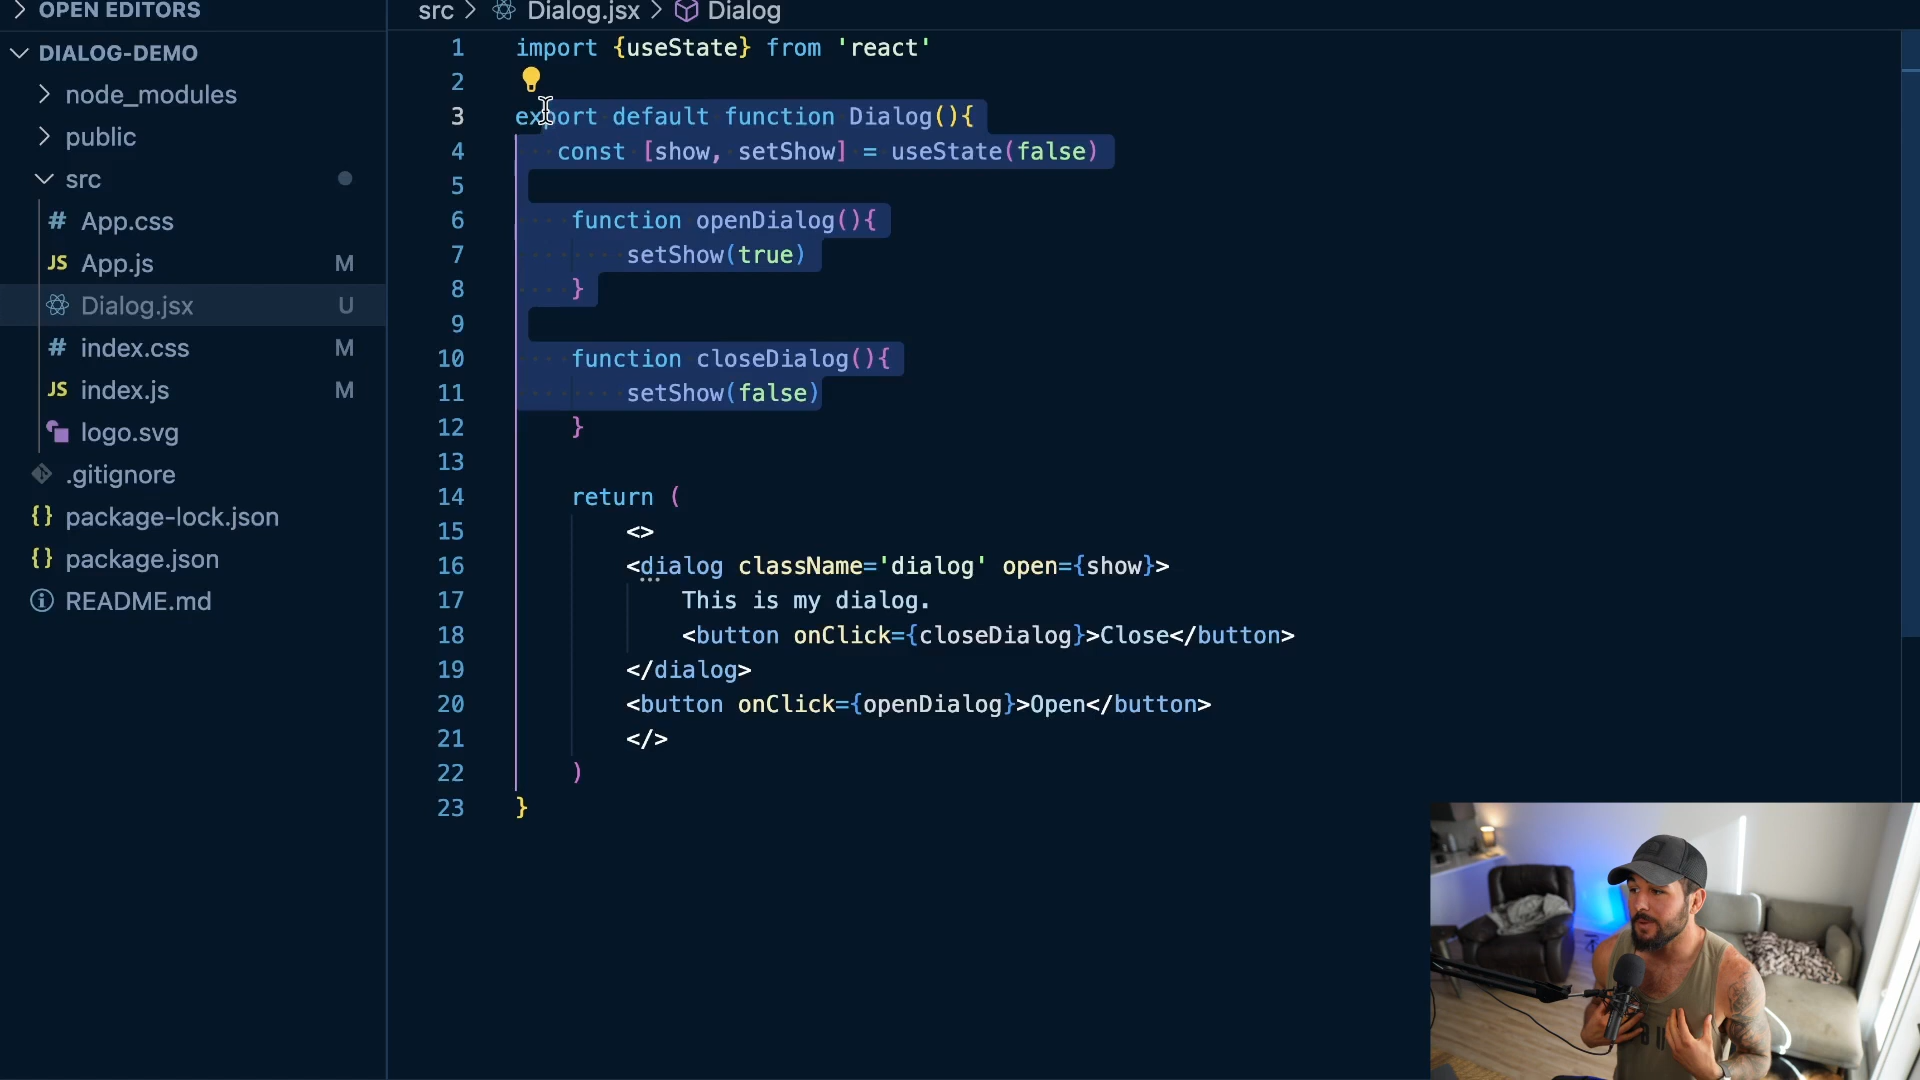 OPEN EDITORS
DIALOG-DEMO
node_modules
public
src
# App.css
JS App.js M
Dialog.jsx U
# index.css M
JS index.js M
logo.svg
.gitignore
{} package-lock.json
{} package.json
README.md
src > Dialog.jsx > Dialog
1 import {useState} from 'react'
2
3 export default function Dialog(){
4 const [show, setShow] = useState(false)
5
6 function openDialog(){
7 setShow(true)
8 }
9
10 function closeDialog(){
11 setShow(false)
12 }
13
14 return (
15 <>
16 <dialog className='dialog' open={show}>
17 This is my dialog.
18 <button onClick={closeDialog}>Close</button>
19 </dialog>
20 <button onClick={openDialog}>Open</button>
21 </>
22 )
23 }